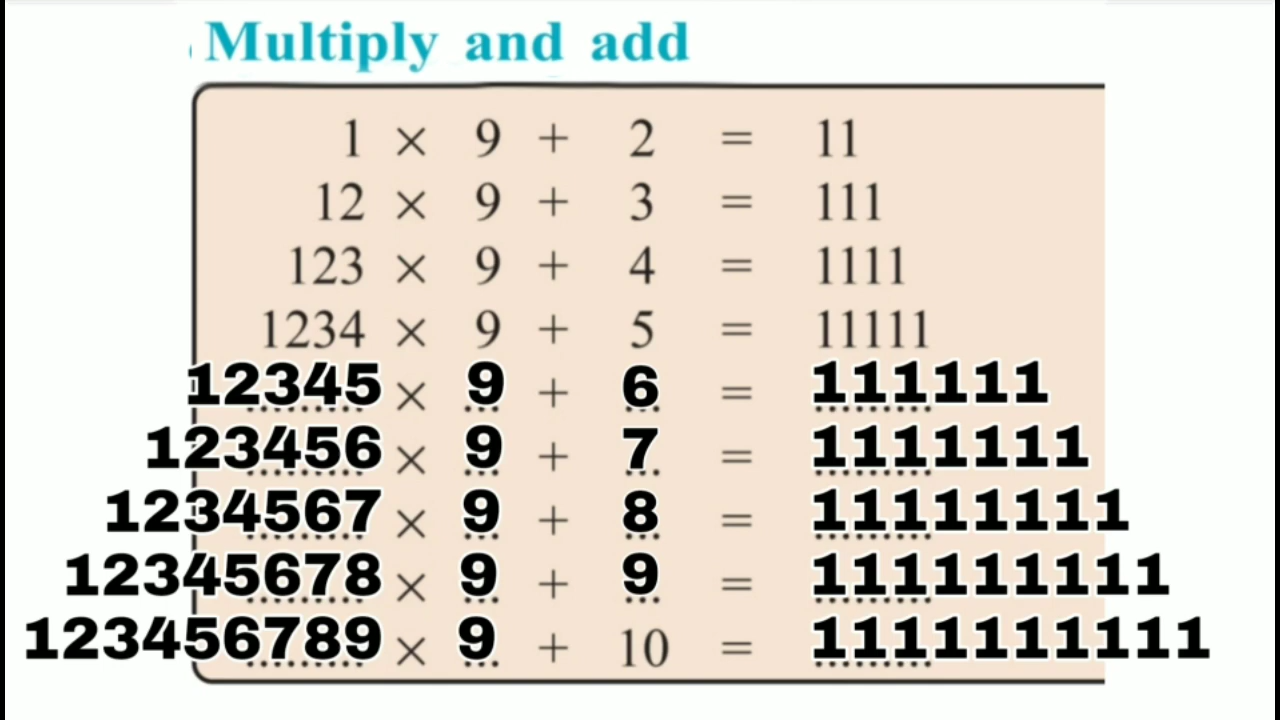 Multiply and add
1 × 9 + 2 = 11
12 × 9 + 3 = 111
123 × 9 + 4 = 1111
1234 × 9 + 5 = 11111
12345 × 9 + 6 = 111111
123456 × 9 + 7 = 1111111
1234567 × 9 + 8 = 11111111
12345678 × 9 + 9 = 111111111
123456789 × 9 + 10 = 1111111111